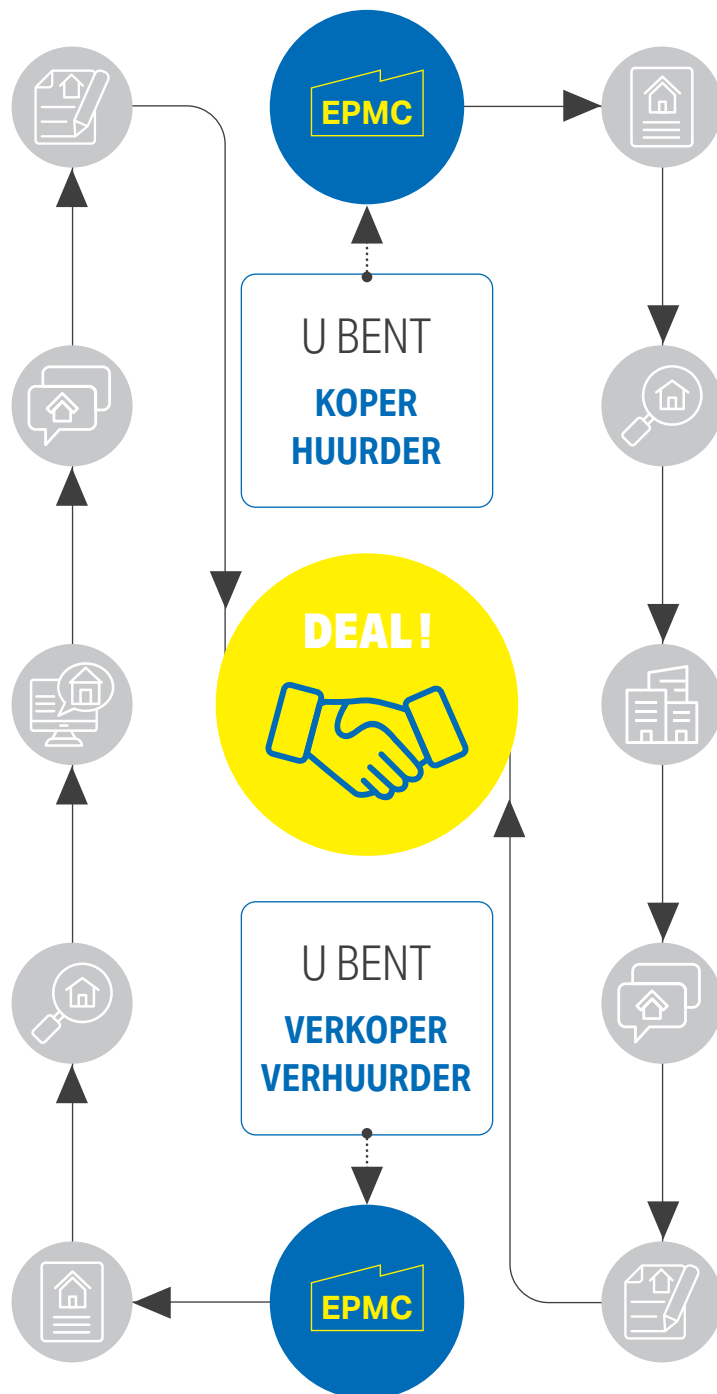 EPMC
U BENT
KOPER
HUURDER
DEAL!
U BENT
VERKOPER
VERHUURDER
EPMC